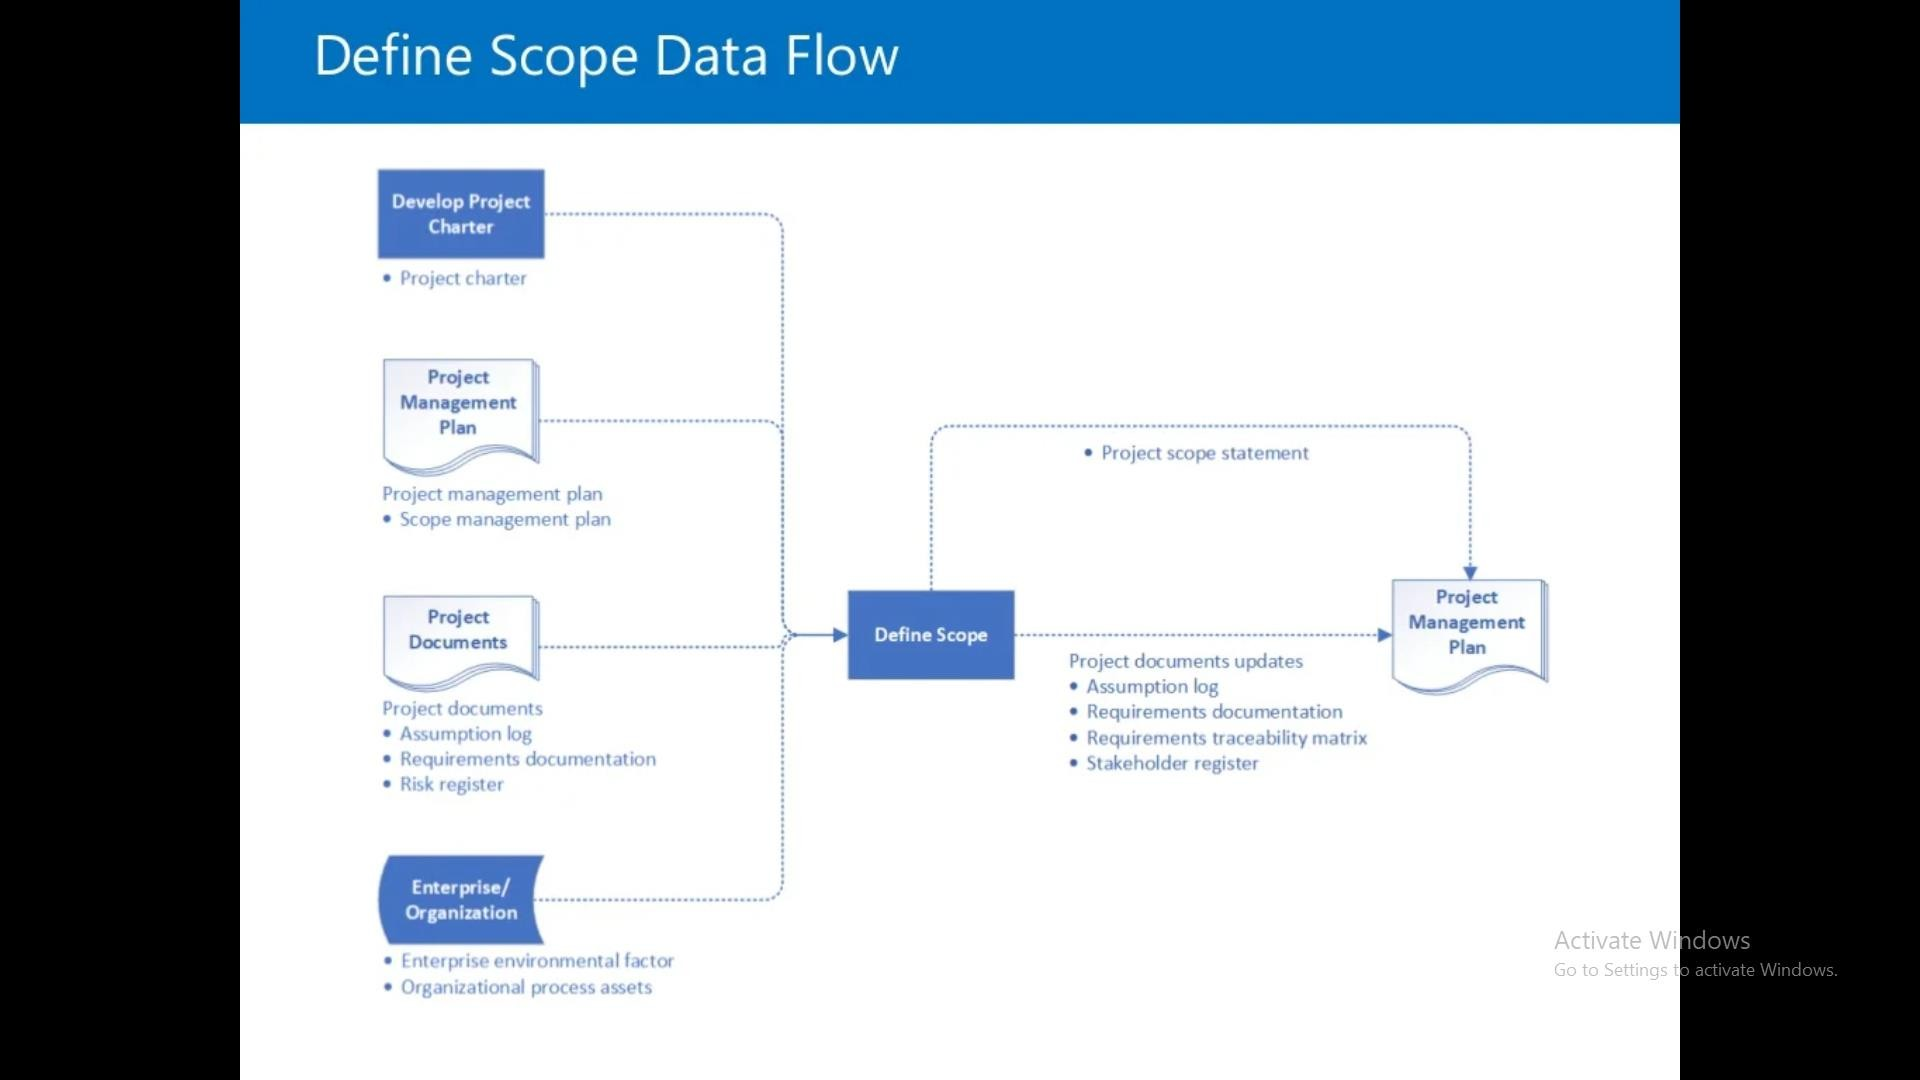 Define Scope Data Flow
Develop Project
Charter
• Project charter
Project
Management
Plan
Project management plan
• Scope management plan
Project
Documents
Project documents
• Assumption log
• Requirements documentation
• Risk register
Enterprise/
Organization
• Enterprise environmental factor
• Organizational process assets
Define Scope
• Project scope statement
Project documents updates
• Assumption log
• Requirements documentation
• Requirements traceability matrix
• Stakeholder register
Project
Management
Plan
Activate Windows
Go to Settings to activate Windows.